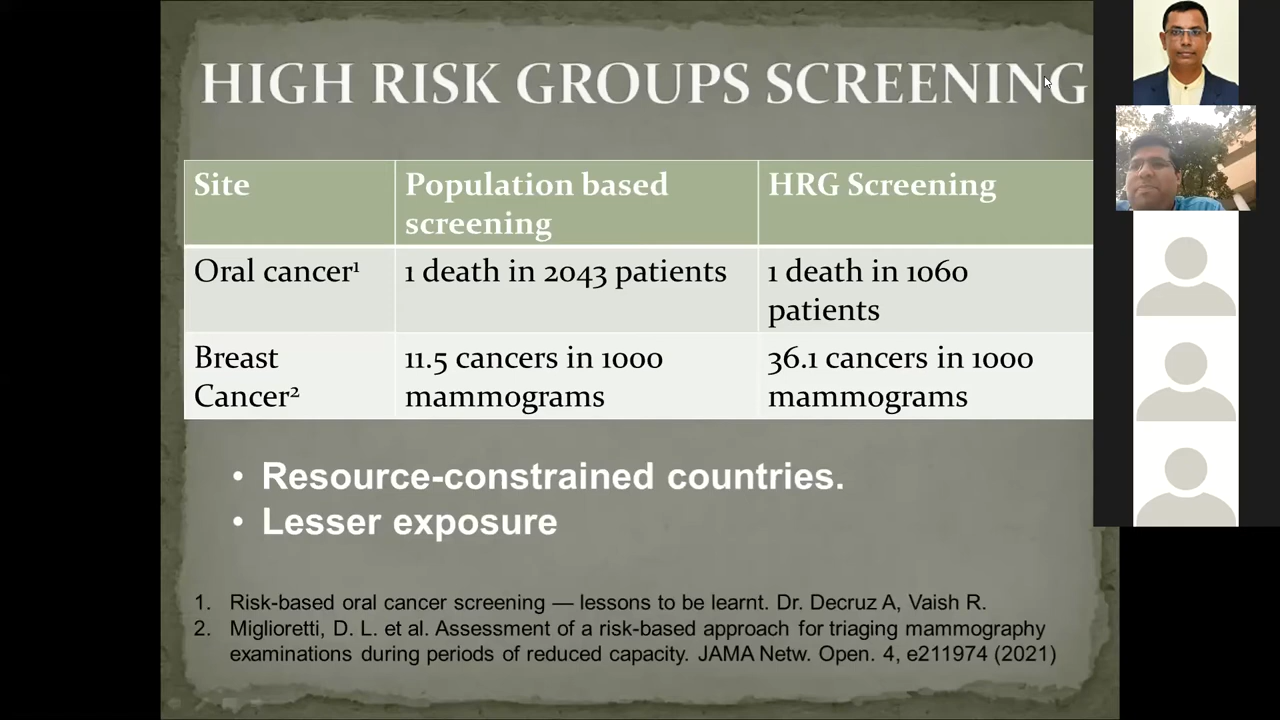 HIGH RISK GROUPS SCREENING
Site
Population based
screening
HRG Screening
Oral cancer¹
1 death in 2043 patients
1 death in 1060
patients
Breast
Cancer²
11.5 cancers in 1000
mammograms
36.1 cancers in 1000
mammograms
• Resource-constrained countries.
• Lesser exposure
1. Risk-based oral cancer screening — lessons to be learnt. Dr. Decruz A, Vaish R.
2. Miglioretti, D. L. et al. Assessment of a risk-based approach for triaging mammography
examinations during periods of reduced capacity. JAMA Netw. Open. 4, e211974 (2021)